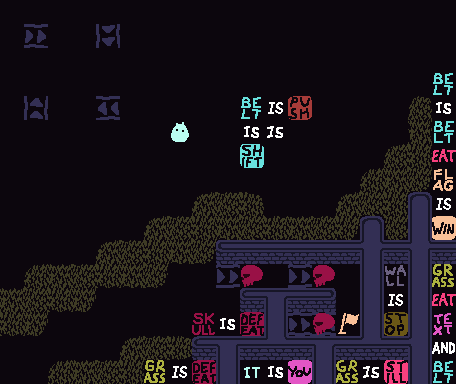 BELT IS PUSH
IS IS
SHIFT
BELT
IS
BELT
EAT
FLAG
IS
WIN
GRASS
EAT
TEXT
AND
BELT
WALL
IS
STOP
SKULL IS DEFEAT
GRASS IS DEFEAT
IT IS YOU
GRASS IS STILL